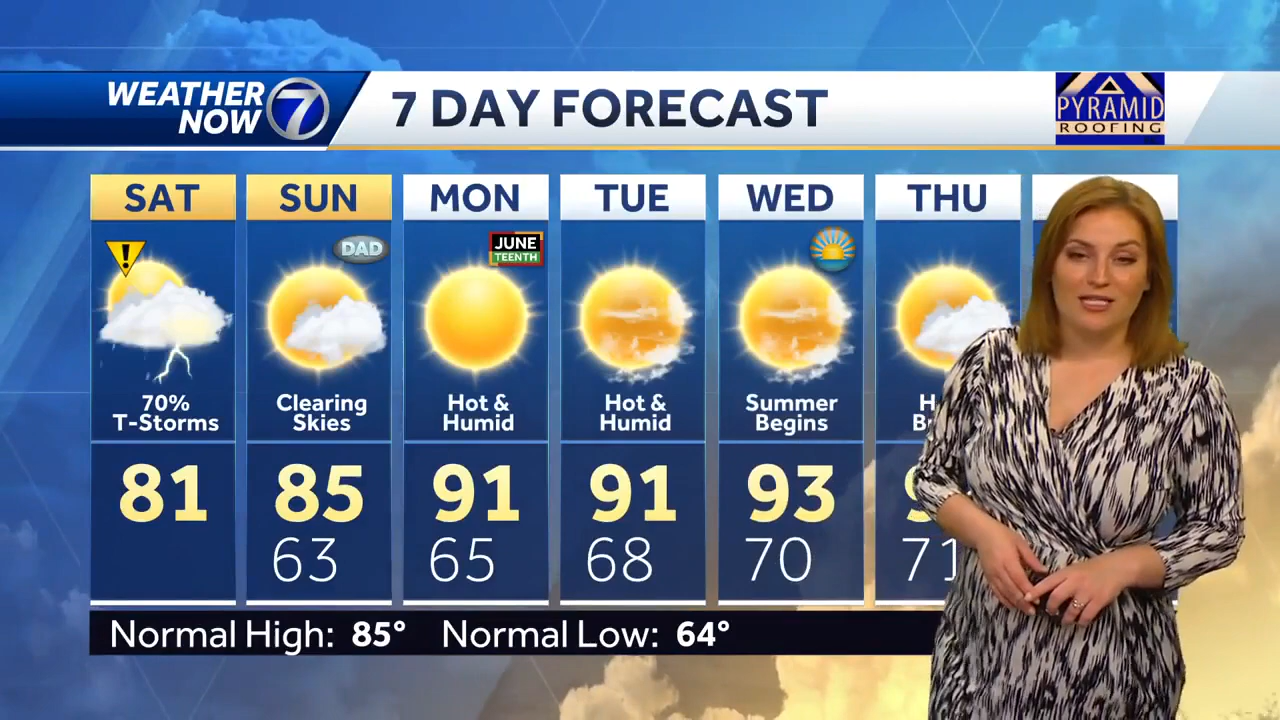 WEATHER
NOW
7
7 DAY FORECAST
PYRAMID
ROOFING
SAT
SUN
MON
TUE
WED
THU
!
DAD
JUNE
TEENTH
70%
T-Storms
Clearing
Skies
Hot &
Humid
Hot &
Humid
Summer
Begins
81
85
91
91
93
63
65
68
70
71
Normal High: 85° Normal Low: 64°